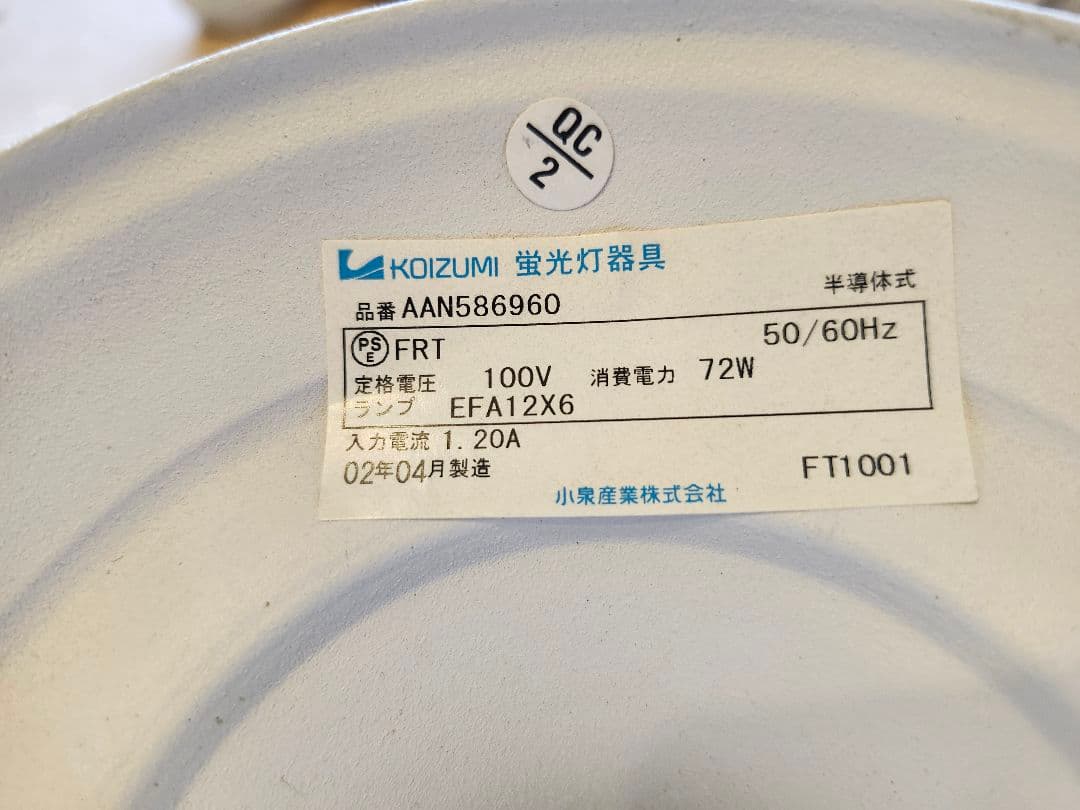 QC
2
KOIZUMI 蛍光灯器具
品番 AAN586960 半導体式
PSE FRT 50/60Hz
定格電圧 100V 消費電力 72W
ランプ EFA12X6
入力電流 1.20A
02年04月製造 FT1001
小泉産業株式会社